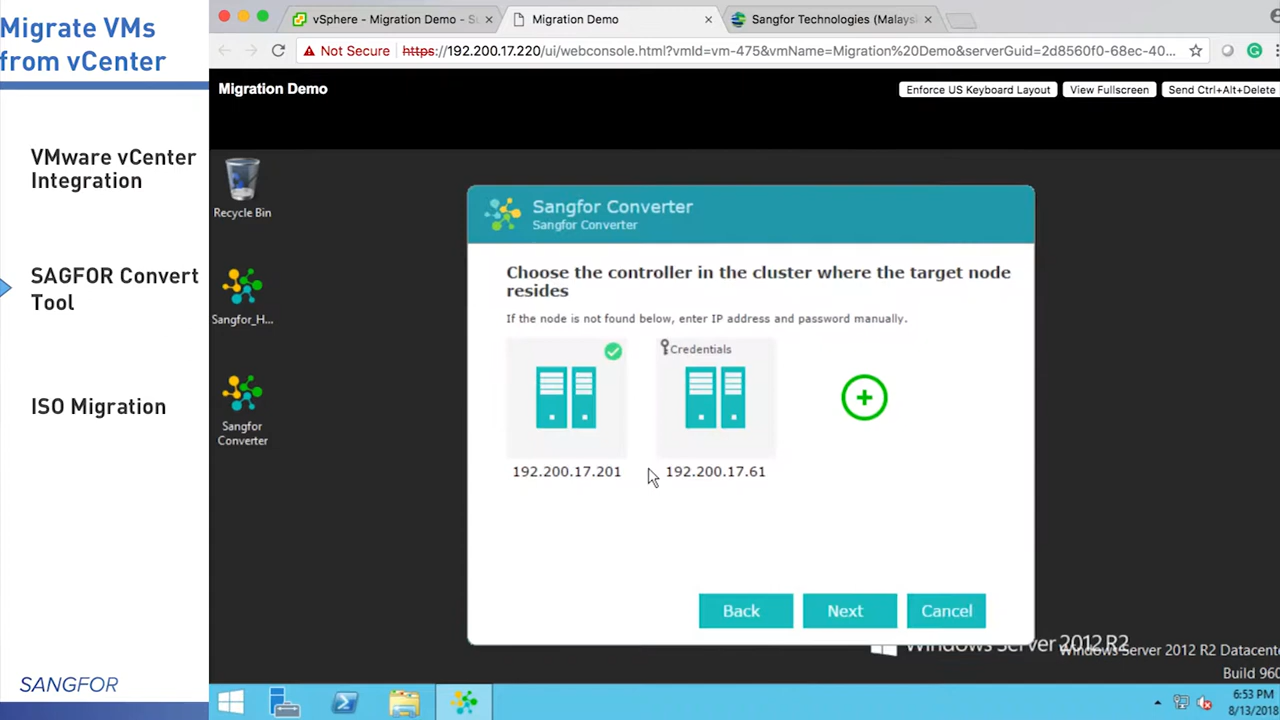 Migrate VMs
from vCenter
VMware vCenter
Integration
SAGFOR Convert
Tool
ISO Migration
SANGFOR
vSphere - Migration Demo - S
Migration Demo
Sangfor Technologies (Malays
Not Secure
https://192.200.17.220/ui/webconsole.html?vmId=vm-475&vmName=Migration%20Demo&serverGuid=2d8560f0-68ec-40...
Migration Demo
Enforce US Keyboard Layout
View Fullscreen
Send Ctrl+Alt+Delete
Recycle Bin
Sangfor_H...
Sangfor
Converter
Sangfor Converter
Sangfor Converter
Choose the controller in the cluster where the target node
resides
If the node is not found below, enter IP address and password manually.
Credentials
192.200.17.201
192.200.17.61
Back
Next
Cancel
Windows Server 2012 R2
Windows Server 2012 R2 Datacente
Build 960
6:53 PM
8/13/2018